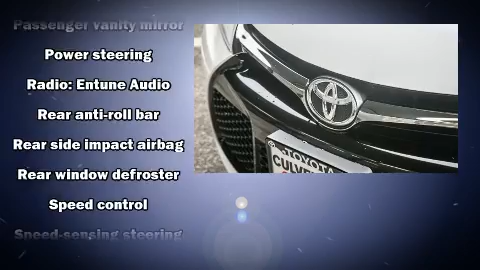 Passenger vanity mirror
Power steering
Radio: Entune Audio
Rear anti-roll bar
Rear side impact airbag
Rear window defroster
Speed control
Speed-sensing steering
TOYOTA
CULVE